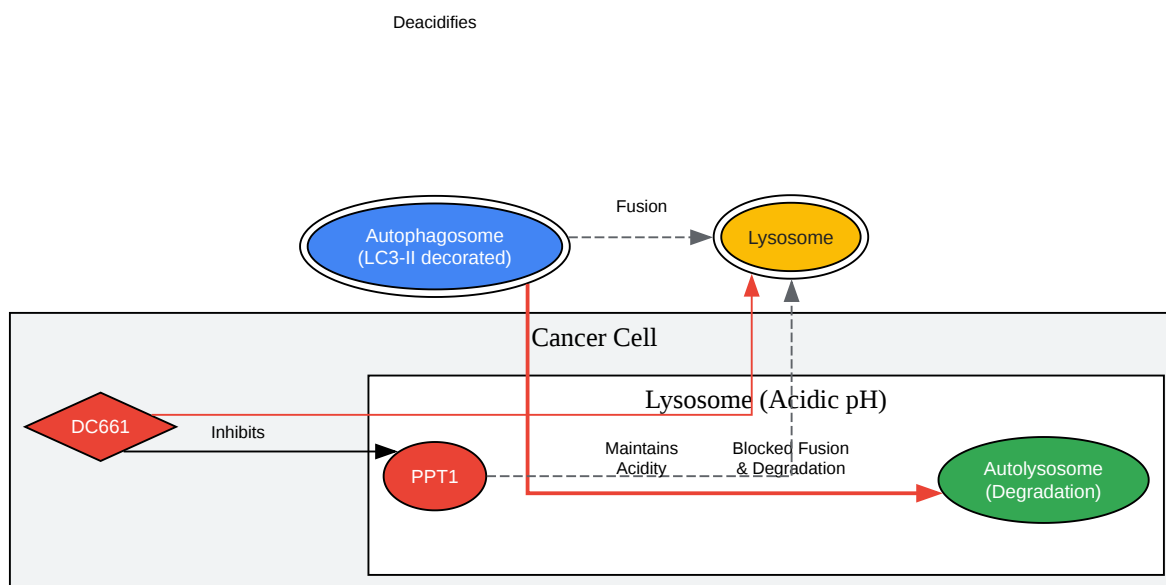 Deacidifies
Fusion
Autophagosome
(LC3-II decorated)
Lysosome
Cancer Cell
Lysosome (Acidic pH)
DC661
Inhibits
PPT1
Maintains
Acidity
Blocked Fusion
& Degradation
Autolysosome
(Degradation)